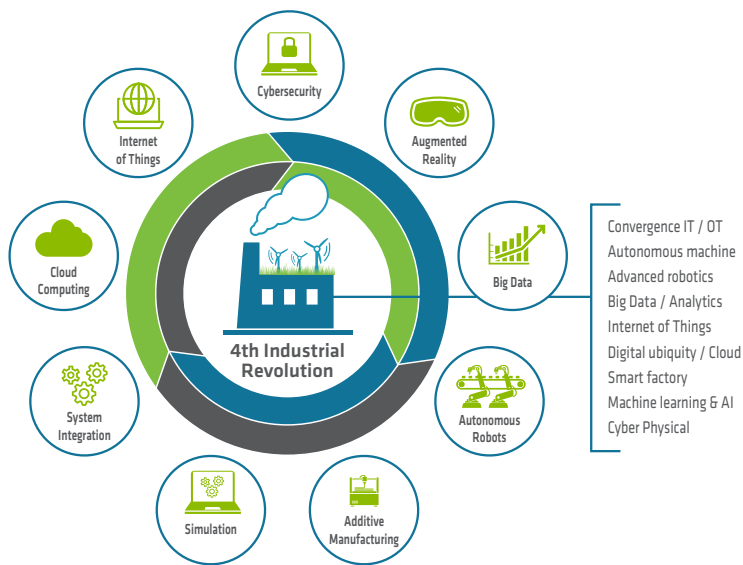 Cybersecurity
Augmented
Reality
Big Data
Autonomous
Robots
Additive
Manufacturing
Simulation
System
Integration
Cloud
Computing
Internet
of Things
4th Industrial
Revolution
Convergence IT / OT
Autonomous machine
Advanced robotics
Big Data / Analytics
Internet of Things
Digital ubiquity / Cloud
Smart factory
Machine learning & AI
Cyber Physical